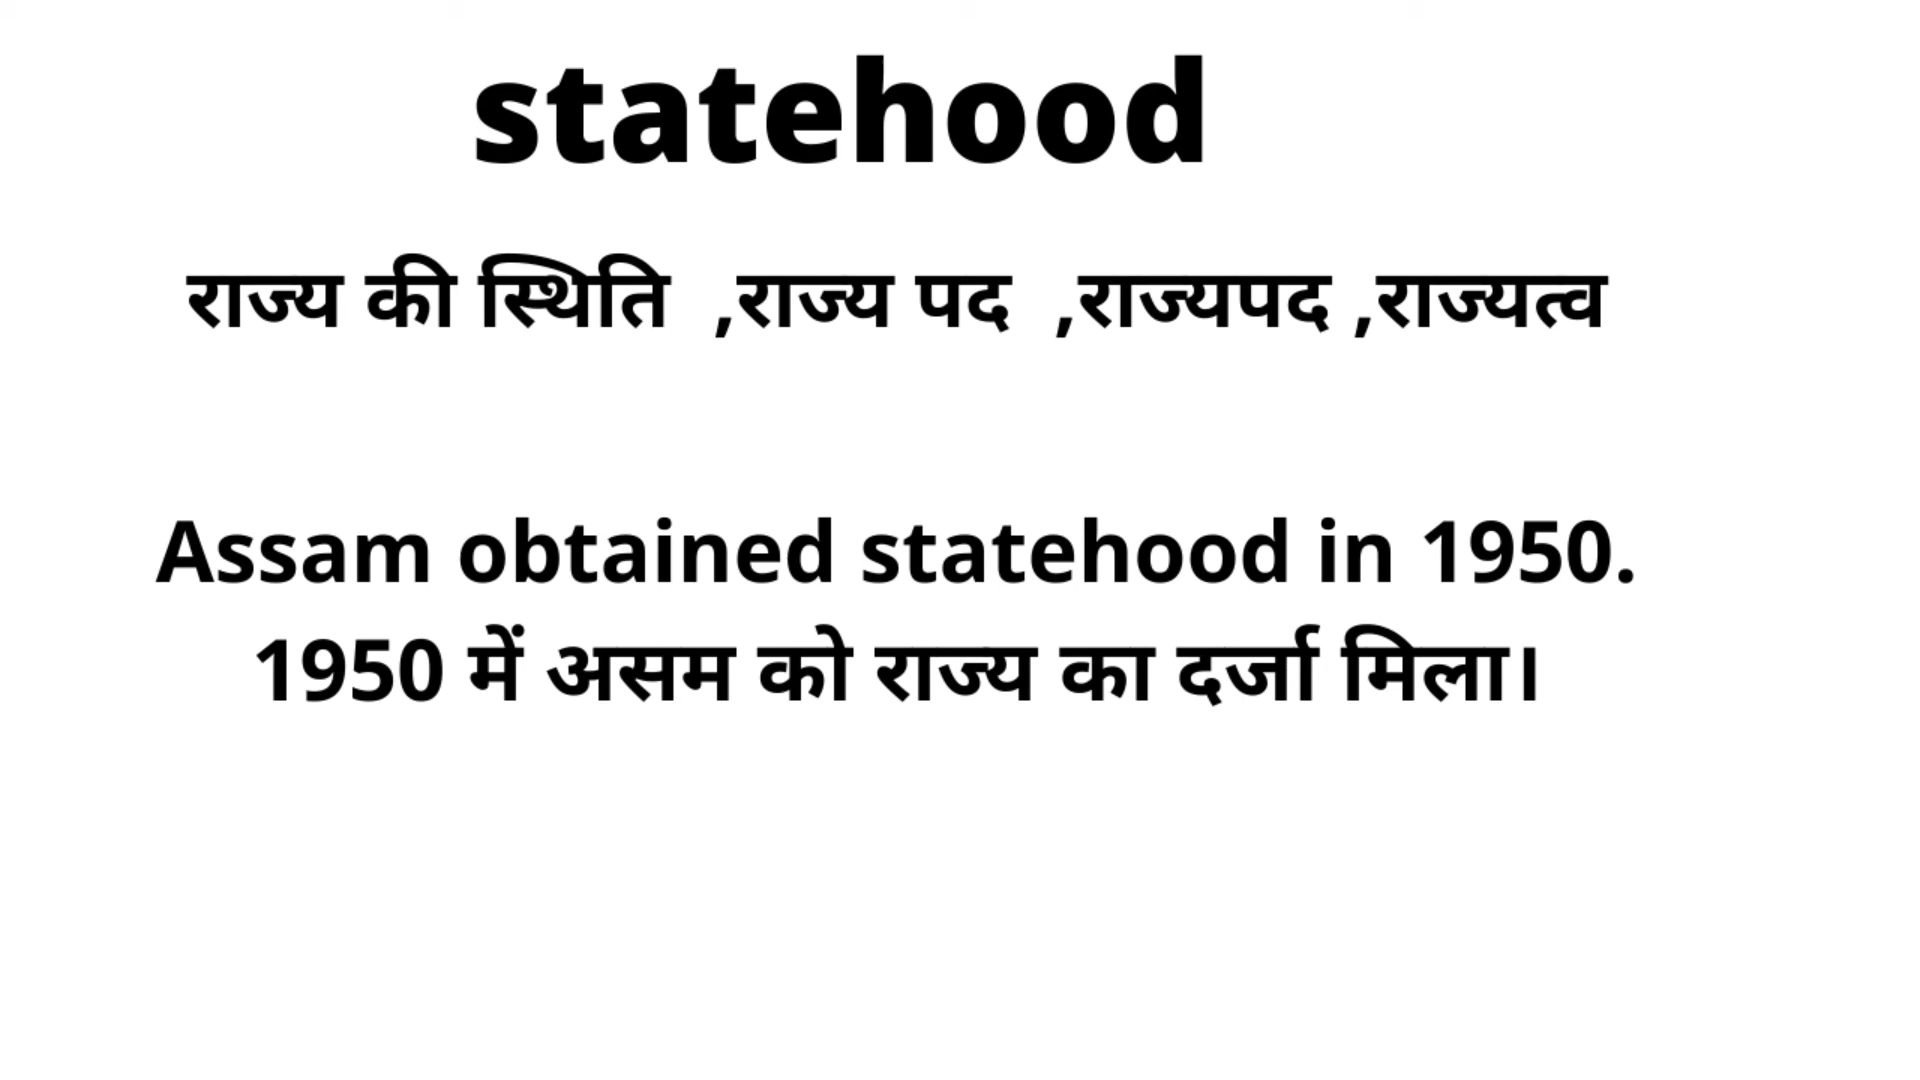 statehood
राज्य की स्थिति ,राज्य पद ,राज्यपद ,राज्यत्व
Assam obtained statehood in 1950.
1950 में असम को राज्य का दर्जा मिला।